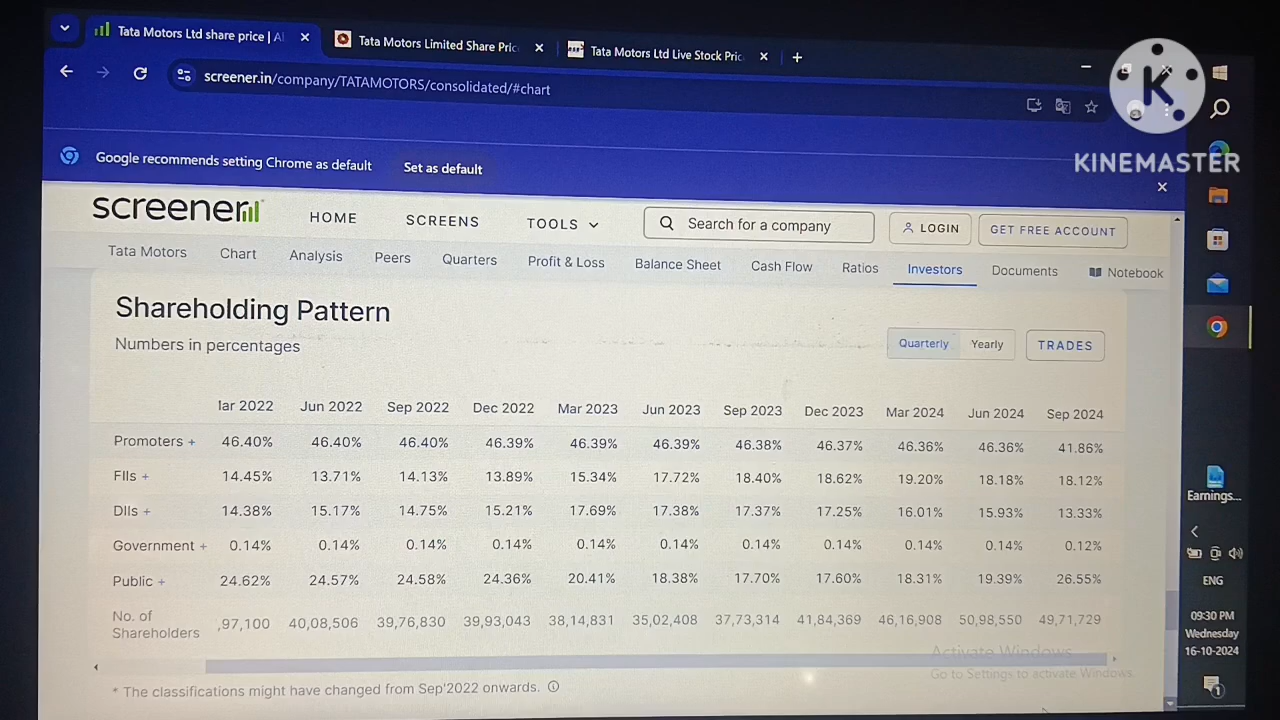 Tata Motors Ltd share price | Al
Tata Motors Limited Share Pric
Tata Motors Ltd Live Stock Pric
screener.in/company/TATAMOTORS/consolidated/#chart
K
KINEMASTER
Google recommends setting Chrome as default Set as default
screener
HOME SCREENS TOOLS Search for a company LOGIN GET FREE ACCOUNT
Tata Motors Chart Analysis Peers Quarters Profit & Loss Balance Sheet Cash Flow Ratios Investors Documents Notebook
Shareholding Pattern
Numbers in percentages
Quarterly Yearly TRADES
lar 2022 Jun 2022 Sep 2022 Dec 2022 Mar 2023 Jun 2023 Sep 2023 Dec 2023 Mar 2024 Jun 2024 Sep 2024
Promoters + 46.40% 46.40% 46.40% 46.39% 46.39% 46.39% 46.38% 46.37% 46.36% 46.36% 41.86%
FIIs + 14.45% 13.71% 14.13% 13.89% 15.34% 17.72% 18.40% 18.62% 19.20% 18.18% 18.12%
DIIs + 14.38% 15.17% 14.75% 15.21% 17.69% 17.38% 17.37% 17.25% 16.01% 15.93% 13.33%
Government + 0.14% 0.14% 0.14% 0.14% 0.14% 0.14% 0.14% 0.14% 0.14% 0.14% 0.12%
Public + 24.62% 24.57% 24.58% 24.36% 20.41% 18.38% 17.70% 17.60% 18.31% 19.39% 26.55%
No. of
Shareholders ,97,100 40,08,506 39,76,830 39,93,043 38,14,831 35,02,408 37,73,314 41,84,369 46,16,908 50,98,550 49,71,729
* The classifications might have changed from Sep'2022 onwards.
Activate Windows
Go to Settings to activate Windows.
Earnings...
ENG
09:30 PM
Wednesday
16-10-2024
1